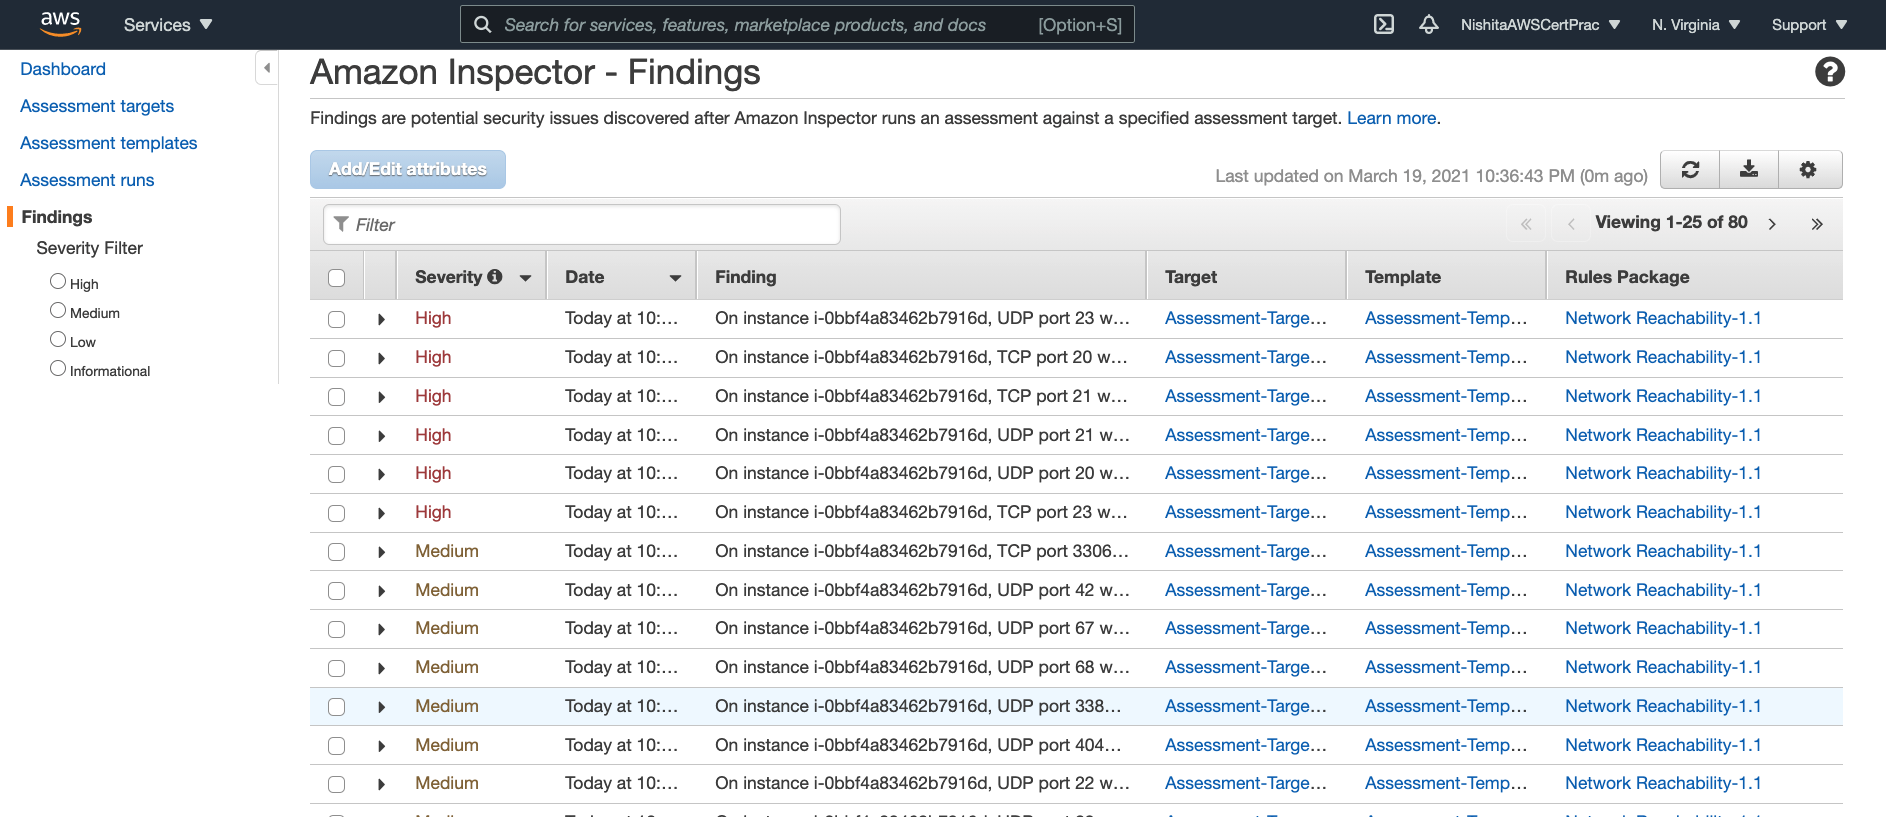 aws Services Search for services, features, marketplace products, and docs [Option+S] NishitaAWSCertPrac N. Virginia Support
Dashboard
Assessment targets
Assessment templates
Assessment runs
Findings
Severity Filter
High
Medium
Low
Informational
Amazon Inspector - Findings
Findings are potential security issues discovered after Amazon Inspector runs an assessment against a specified assessment target. Learn more.
Add/Edit attributes
Last updated on March 19, 2021 10:36:43 PM (0m ago)
Filter
« ‹ Viewing 1-25 of 80 › »
Severity Date Finding Target Template Rules Package
High Today at 10:... On instance i-0bbf4a83462b7916d, UDP port 23 w... Assessment-Targe... Assessment-Temp... Network Reachability-1.1
High Today at 10:... On instance i-0bbf4a83462b7916d, TCP port 20 w... Assessment-Targe... Assessment-Temp... Network Reachability-1.1
High Today at 10:... On instance i-0bbf4a83462b7916d, TCP port 21 w... Assessment-Targe... Assessment-Temp... Network Reachability-1.1
High Today at 10:... On instance i-0bbf4a83462b7916d, UDP port 21 w... Assessment-Targe... Assessment-Temp... Network Reachability-1.1
High Today at 10:... On instance i-0bbf4a83462b7916d, UDP port 20 w... Assessment-Targe... Assessment-Temp... Network Reachability-1.1
High Today at 10:... On instance i-0bbf4a83462b7916d, TCP port 23 w... Assessment-Targe... Assessment-Temp... Network Reachability-1.1
Medium Today at 10:... On instance i-0bbf4a83462b7916d, TCP port 3306... Assessment-Targe... Assessment-Temp... Network Reachability-1.1
Medium Today at 10:... On instance i-0bbf4a83462b7916d, UDP port 42 w... Assessment-Targe... Assessment-Temp... Network Reachability-1.1
Medium Today at 10:... On instance i-0bbf4a83462b7916d, UDP port 67 w... Assessment-Targe... Assessment-Temp... Network Reachability-1.1
Medium Today at 10:... On instance i-0bbf4a83462b7916d, UDP port 68 w... Assessment-Targe... Assessment-Temp... Network Reachability-1.1
Medium Today at 10:... On instance i-0bbf4a83462b7916d, UDP port 338... Assessment-Targe... Assessment-Temp... Network Reachability-1.1
Medium Today at 10:... On instance i-0bbf4a83462b7916d, UDP port 404... Assessment-Targe... Assessment-Temp... Network Reachability-1.1
Medium Today at 10:... On instance i-0bbf4a83462b7916d, UDP port 22 w... Assessment-Targe... Assessment-Temp... Network Reachability-1.1